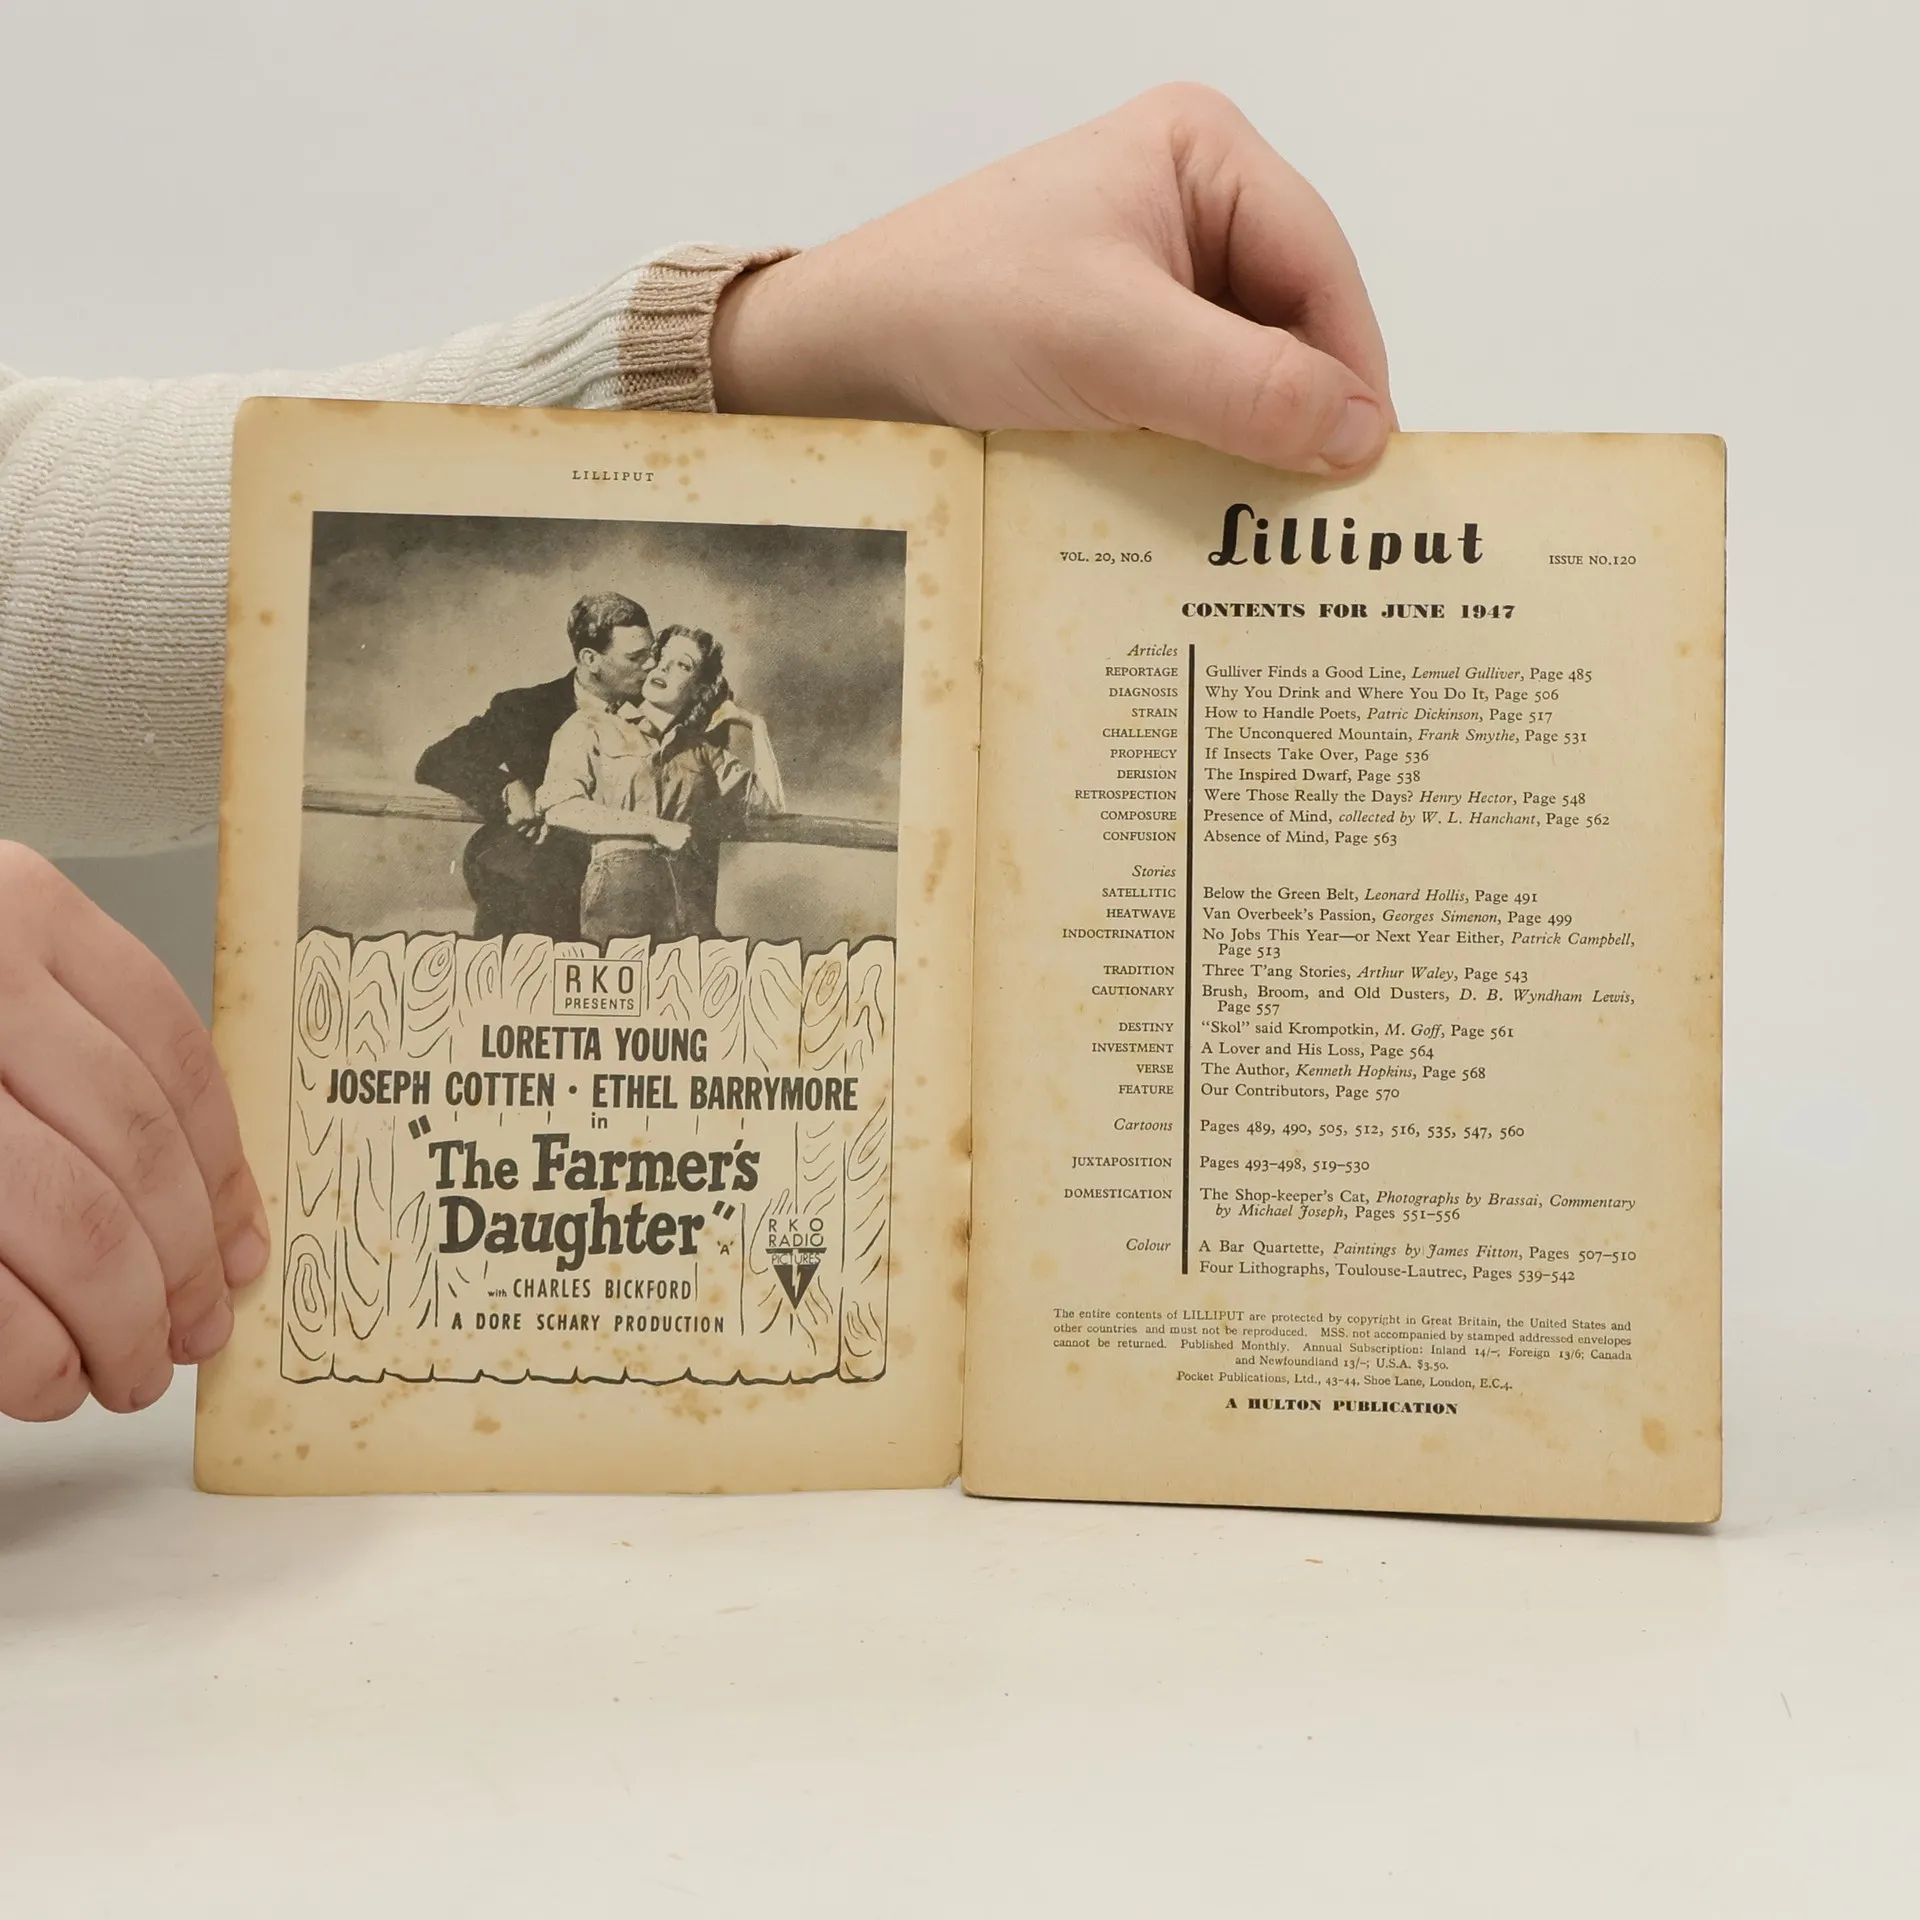 LILLIPUT
RKO
PRESENTS
LORETTA YOUNG
JOSEPH COTTEN · ETHEL BARRYMORE
in
"The Farmer's
Daughter"
'A'
RKO
RADIO
PICTURES
with CHARLES BICKFORD
A DORE SCHARY PRODUCTION
VOL. 20, NO.6 Lilliput ISSUE NO.120
CONTENTS FOR JUNE 1947
Articles
REPORTAGE Gulliver Finds a Good Line, Lemuel Gulliver, Page 485
DIAGNOSIS Why You Drink and Where You Do It, Page 506
STRAIN How to Handle Poets, Patric Dickinson, Page 517
CHALLENGE The Unconquered Mountain, Frank Smythe, Page 531
PROPHECY If Insects Take Over, Page 536
DERISION The Inspired Dwarf, Page 538
RETROSPECTION Were Those Really the Days? Henry Hector, Page 548
COMPOSURE Presence of Mind, collected by W. L. Hanchant, Page 562
CONFUSION Absence of Mind, Page 563
Stories
SATELLITIC Below the Green Belt, Leonard Hollis, Page 491
HEATWAVE Van Overbeek's Passion, Georges Simenon, Page 499
INDOCTRINATION No Jobs This Year—or Next Year Either, Patrick Campbell,
Page 513
TRADITION Three T'ang Stories, Arthur Waley, Page 543
CAUTIONARY Brush, Broom, and Old Dusters, D. B. Wyndham Lewis,
Page 557
DESTINY "Skol" said Krompotkin, M. Goff, Page 561
INVESTMENT A Lover and His Loss, Page 564
VERSE The Author, Kenneth Hopkins, Page 568
FEATURE Our Contributors, Page 570
Cartoons Pages 489, 490, 505, 512, 516, 535, 547, 560
JUXTAPOSITION Pages 493–498, 519–530
DOMESTICATION The Shop-keeper's Cat, Photographs by Brassai, Commentary
by Michael Joseph, Pages 551–556
Colour A Bar Quartette, Paintings by James Fitton, Pages 507–510
Four Lithographs, Toulouse-Lautrec, Pages 539–542
The entire contents of LILLIPUT are protected by copyright in Great Britain, the United States and
other countries and must not be reproduced. MSS. not accompanied by stamped addressed envelopes
cannot be returned. Published Monthly. Annual Subscription: Inland 14/-; Foreign 13/6; Canada
and Newfoundland 13/-; U.S.A. $3.50.
Pocket Publications, Ltd., 43-44, Shoe Lane, London, E.C.4.
A HULTON PUBLICATION